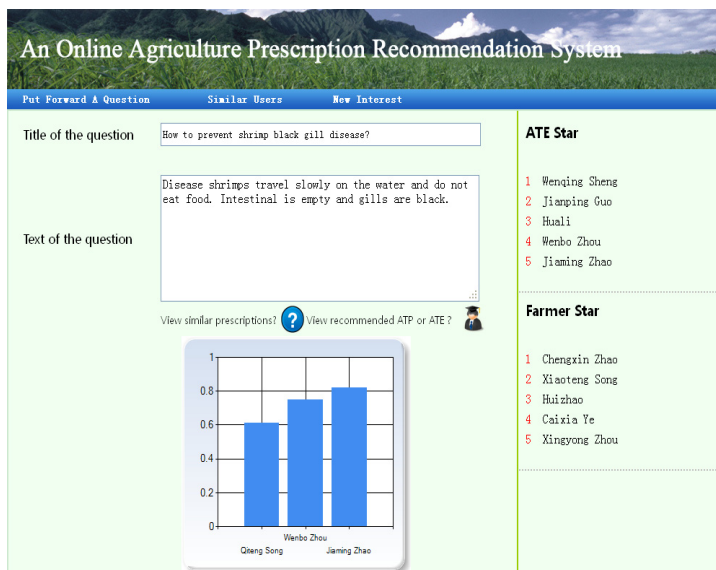 An Online Agriculture Prescription Recommendation System
Put Forward A Question Similar Users New Interest
Title of the question
How to prevent shrimp black gill disease?
Text of the question
Disease shrimps travel slowly on the water and do not
eat food. Intestinal is empty and gills are black.
View similar prescriptions? ? View recommended ATP or ATE ?
1
0.8
0.6
0.4
0.2
0
Wenbo Zhou
Qiteng Song Jiaming Zhao
ATE Star
1 Wenqing Sheng
2 Jianping Guo
3 Huali
4 Wenbo Zhou
5 Jiaming Zhao
Farmer Star
1 Chengxin Zhao
2 Xiaoteng Song
3 Huizhao
4 Caixia Ye
5 Xingyong Zhou